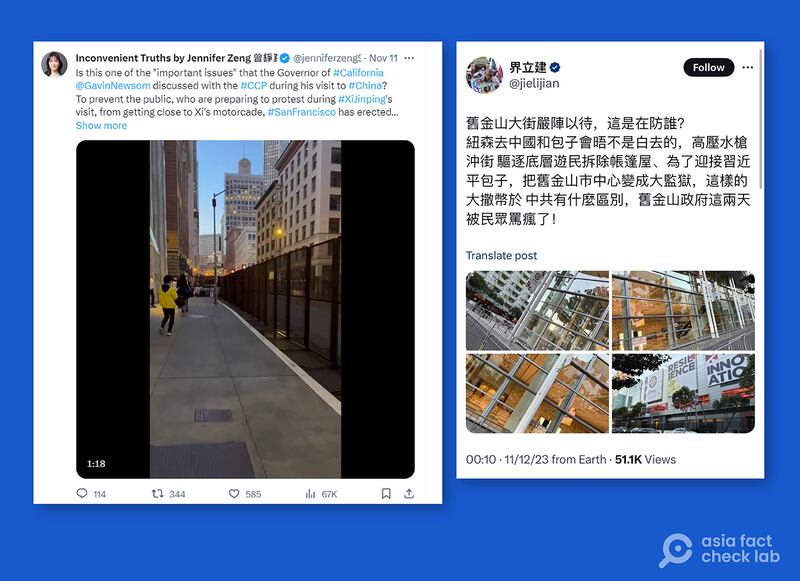 Inconvenient Truths by Jennifer Zeng 曾錚 @jenniferzeng · Nov 11
Is this one of the "important issues" that the Governor of #California
@GavinNewsom discussed with the #CCP during his visit to #China?
To prevent the public, who are preparing to protest during #XiJinping's
visit, from getting close to Xi's motorcade, #SanFrancisco has erected...
Show more
1:18
114
344
585
67K
界立建
@jielijian
Follow
舊金山大街嚴陣以待，這是在防誰？
紐森去中國和包子會晤不是白去的，高壓水槍
沖街 驅逐底層遊民拆除帳篷屋、為了迎接習近
平包子，把舊金山市中心變成大監獄，這樣的
大撒幣於 中共有什麼區別，舊金山政府這兩天
被民眾罵瘋了！
Translate post
RESIL
IENCE
INNO
ATIO
00:10 · 11/12/23 from Earth · 51.1K Views
asia fact
check lab